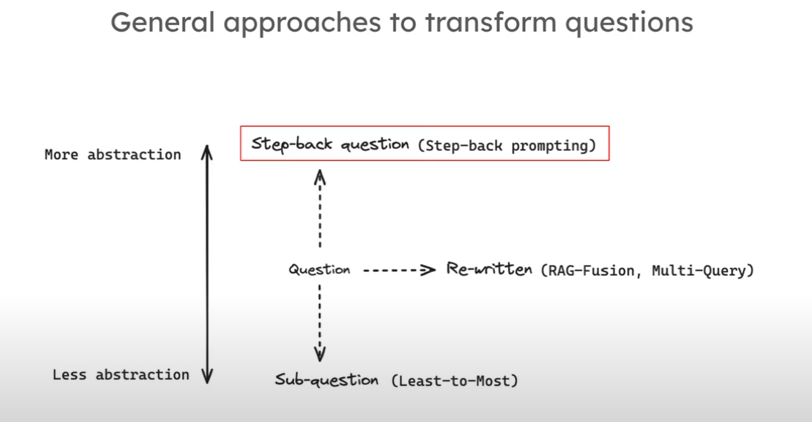 General approaches to transform questions
More abstraction
Step-back question (Step-back prompting)
Question
Re-written (RAG-Fusion, Multi-Query)
Less abstraction
Sub-question (Least-to-Most)